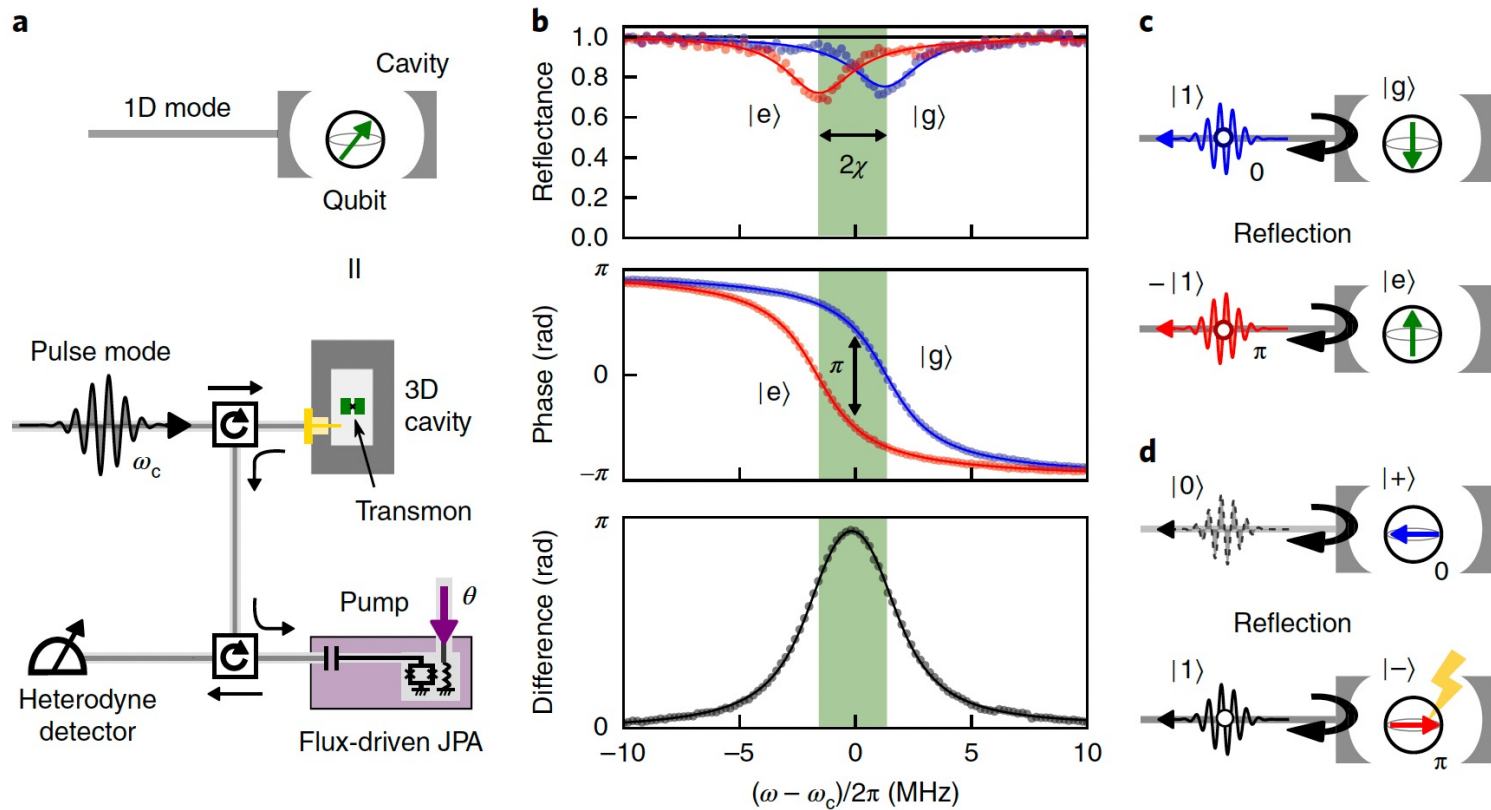 a
Cavity
1D mode
Qubit
=
Pulse mode
ω_c
3D
cavity
Transmon
Pump
θ
Heterodyne
detector
Flux-driven JPA
b
Reflectance
1.0
0.8
0.6
0.4
0.2
0.0
|e⟩
|g⟩
2χ
Phase (rad)
π
0
−π
π
|e⟩
|g⟩
Difference (rad)
π
0
−10
−5
0
5
10
(ω − ω_c)/2π (MHz)
c
|1⟩
|g⟩
0
Reflection
−|1⟩
|e⟩
π
d
|0⟩
|+⟩
0
Reflection
|1⟩
|−⟩
π